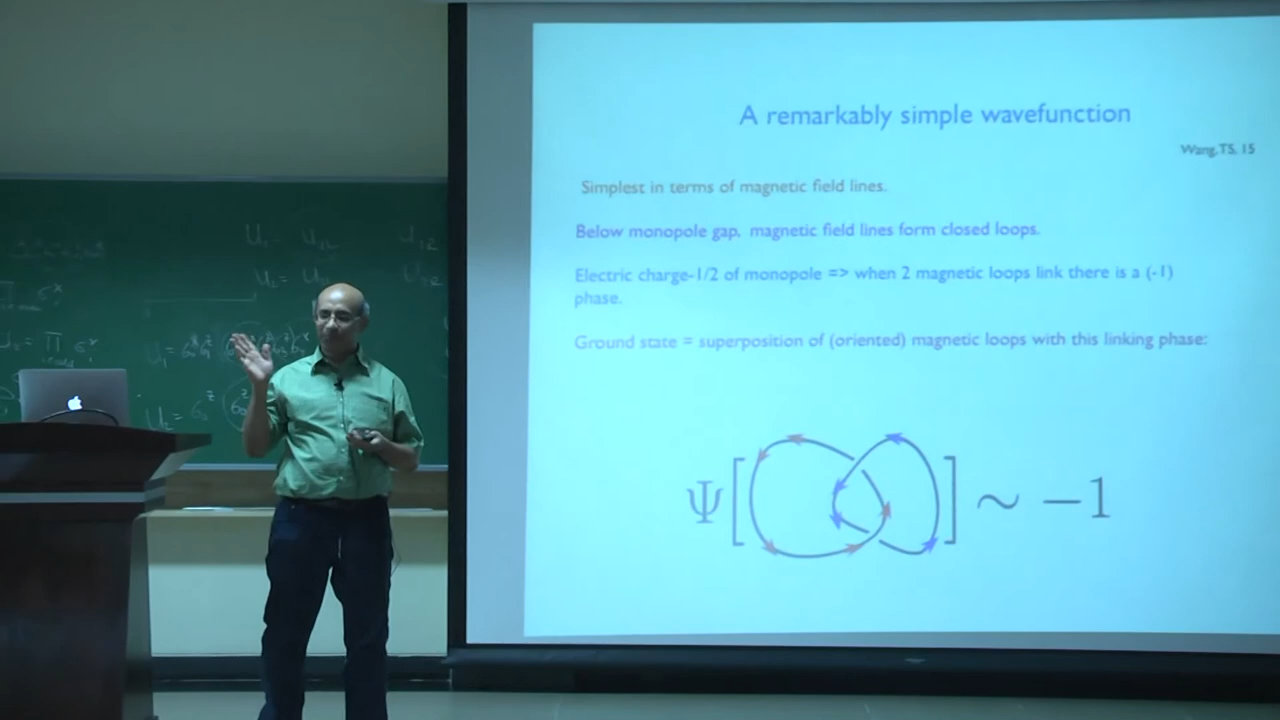 A remarkably simple wavefunction
Wang, TS, 15
Simplest in terms of magnetic field lines.
Below monopole gap, magnetic field lines form closed loops.
Electric charge-1/2 of monopole => when 2 magnetic loops link there is a (-1)
phase.
Ground state = superposition of (oriented) magnetic loops with this linking phase:
Ψ[ ] ~ −1